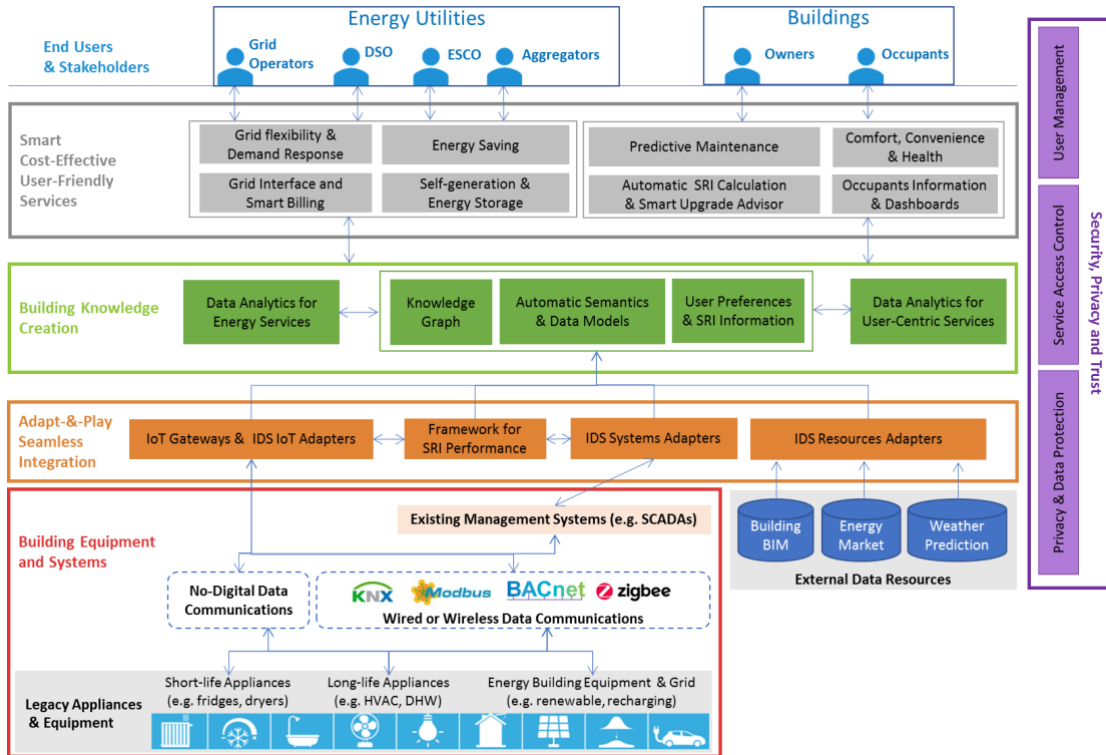 Energy Utilities
Buildings
End Users
& Stakeholders
Grid
Operators
DSO
ESCO
Aggregators
Owners
Occupants
Smart
Cost-Effective
User-Friendly
Services
Grid flexibility &
Demand Response
Energy Saving
Grid Interface and
Smart Billing
Self-generation &
Energy Storage
Predictive Maintenance
Comfort, Convenience
& Health
Automatic SRI Calculation
& Smart Upgrade Advisor
Occupants Information
& Dashboards
Building Knowledge
Creation
Data Analytics for
Energy Services
Knowledge
Graph
Automatic Semantics
& Data Models
User Preferences
& SRI Information
Data Analytics for
User-Centric Services
Adapt-&-Play
Seamless
Integration
IoT Gateways & IDS IoT Adapters
Framework for
SRI Performance
IDS Systems Adapters
IDS Resources Adapters
Building Equipment
and Systems
Existing Management Systems (e.g. SCADAs)
Building
BIM
Energy
Market
Weather
Prediction
External Data Resources
No-Digital Data
Communications
KNX
Modbus
BACnet
zigbee
Wired or Wireless Data Communications
Legacy Appliances
& Equipment
Short-life Appliances
(e.g. fridges, dryers)
Long-life Appliances
(e.g. HVAC, DHW)
Energy Building Equipment & Grid
(e.g. renewable, recharging)
User Management
Service Access Control
Privacy & Data Protection
Security, Privacy and Trust